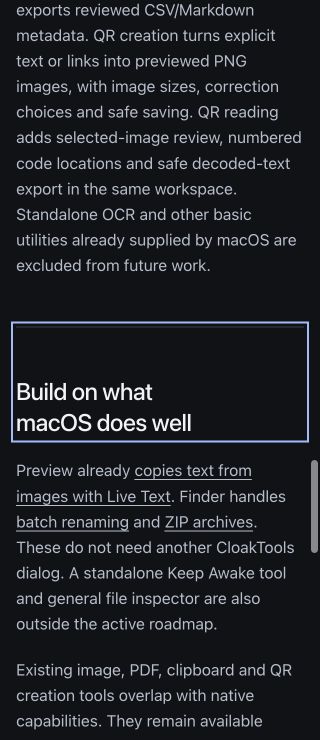 exports reviewed CSV/Markdown
metadata. QR creation turns explicit
text or links into previewed PNG
images, with image sizes, correction
choices and safe saving. QR reading
adds selected-image review, numbered
code locations and safe decoded-text
export in the same workspace.
Standalone OCR and other basic
utilities already supplied by macOS are
excluded from future work.
Build on what
macOS does well
Preview already copies text from
images with Live Text. Finder handles
batch renaming and ZIP archives.
These do not need another CloakTools
dialog. A standalone Keep Awake tool
and general file inspector are also
outside the active roadmap.
Existing image, PDF, clipboard and QR
creation tools overlap with native
capabilities. They remain available